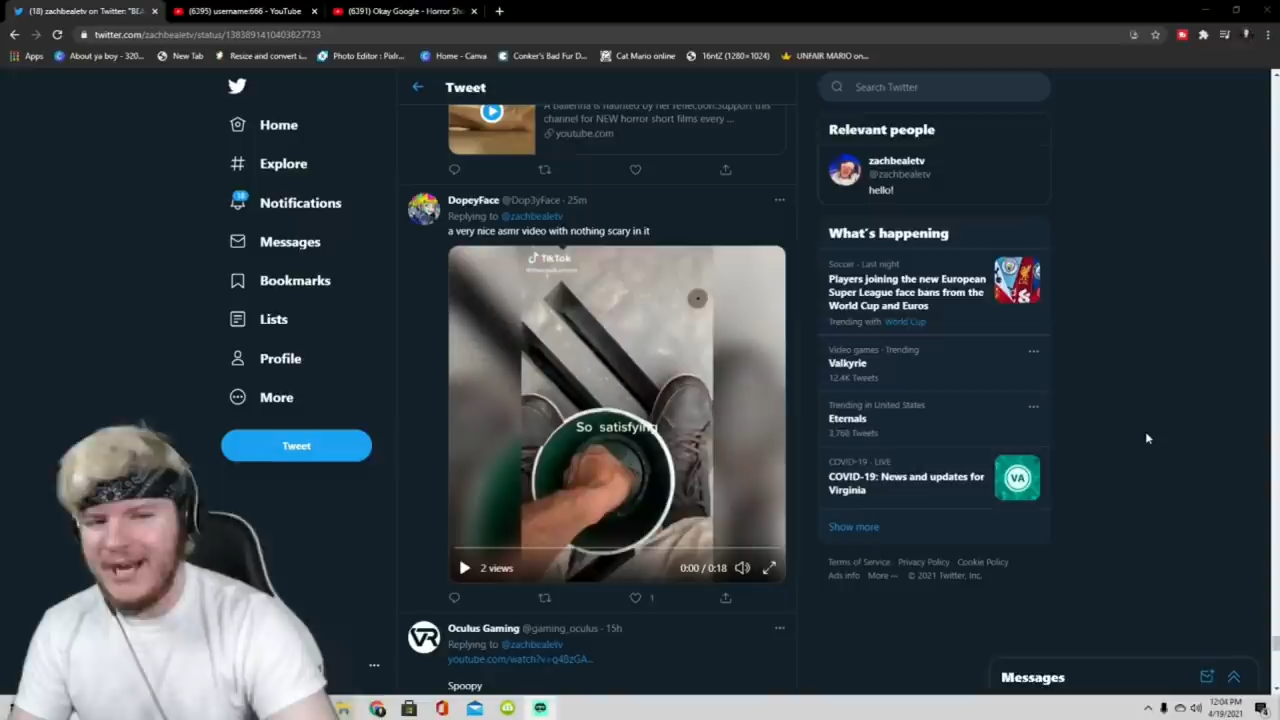 (18) zachbealetv on Twitter: "BEA
(6395) username:666 - YouTube
(6391) Okay Google - Horror Sho
twitter.com/zachbealetv/status/1383891410403827733
Apps
About ya boy - 320...
New Tab
Resize and convert i...
Photo Editor : Pixlr...
Home - Canva
Conker's Bad Fur D...
Cat Mario online
16ntZ (1280×1024)
UNFAIR MARIO on...
Home
Explore
18
Notifications
Messages
Bookmarks
Lists
Profile
More
Tweet
Tweet
A ballerina is haunted by her reflection.Support this
channel for NEW horror short films every ...
youtube.com
DopeyFace @Dop3yFace · 25m
Replying to @zachbealetv
a very nice asmr video with nothing scary in it
TikTok
So satisfying
2 views
0:00 / 0:18
1
VR
Oculus Gaming @gaming_oculus · 15h
Replying to @zachbealetv
Spoopy
Search Twitter
Relevant people
zachbealetv
@zachbealetv
hello!
What's happening
Soccer · Last night
Players joining the new European
Super League face bans from the
World Cup and Euros
Trending with World Cup
Video games · Trending
Valkyrie
12.4K Tweets
Trending in United States
Eternals
3,768 Tweets
COVID-19 · LIVE
COVID-19: News and updates for
Virginia
VA
Show more
Terms of Service Privacy Policy Cookie Policy
Ads info More ··· © 2021 Twitter, Inc.
Messages
12:04 PM
4/19/2021